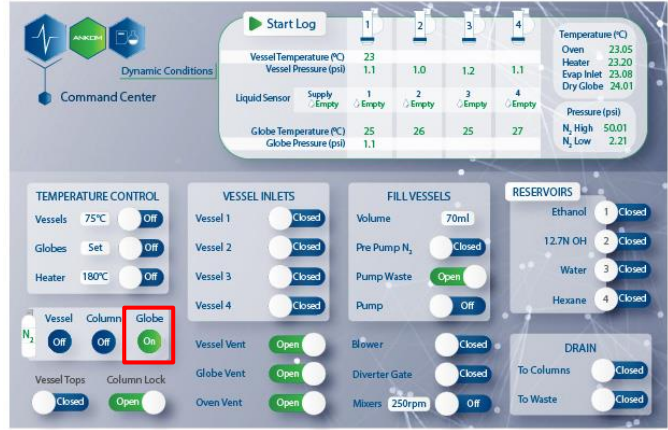 ANKOM
Dynamic Conditions
Command Center
Start Log
1 2 3 4
Vessel Temperature (°C) 23
Vessel Pressure (psi) 1.1 1.0 1.2 1.1
Liquid Sensor Supply 1 2 3 4
Empty Empty Empty Empty Empty
Globe Temperature (°C) 25 26 25 27
Globe Pressure (psi) 1.1
Temperature (°C)
Oven 23.05
Heater 23.20
Evap Inlet 23.08
Dry Globe 24.01
Pressure (psi)
N2 High 50.01
N2 Low 2.21
TEMPERATURE CONTROL
Vessels 75°C Off
Globes Set Off
Heater 180°C Off
N2
Vessel Column Globe
Off Off On
Vessel Tops Column Lock
Closed Open
VESSEL INLETS
Vessel 1 Closed
Vessel 2 Closed
Vessel 3 Closed
Vessel 4 Closed
Vessel Vent Open
Globe Vent Open
Oven Vent Open
FILL VESSELS
Volume 70ml
Pre Pump N2 Closed
Pump Waste Open
Pump Off
Blower Closed
Diverter Gate Closed
Mixers 250rpm Off
RESERVOIRS
Ethanol 1 Closed
12.7N OH 2 Closed
Water 3 Closed
Hexane 4 Closed
DRAIN
To Columns Closed
To Waste Closed